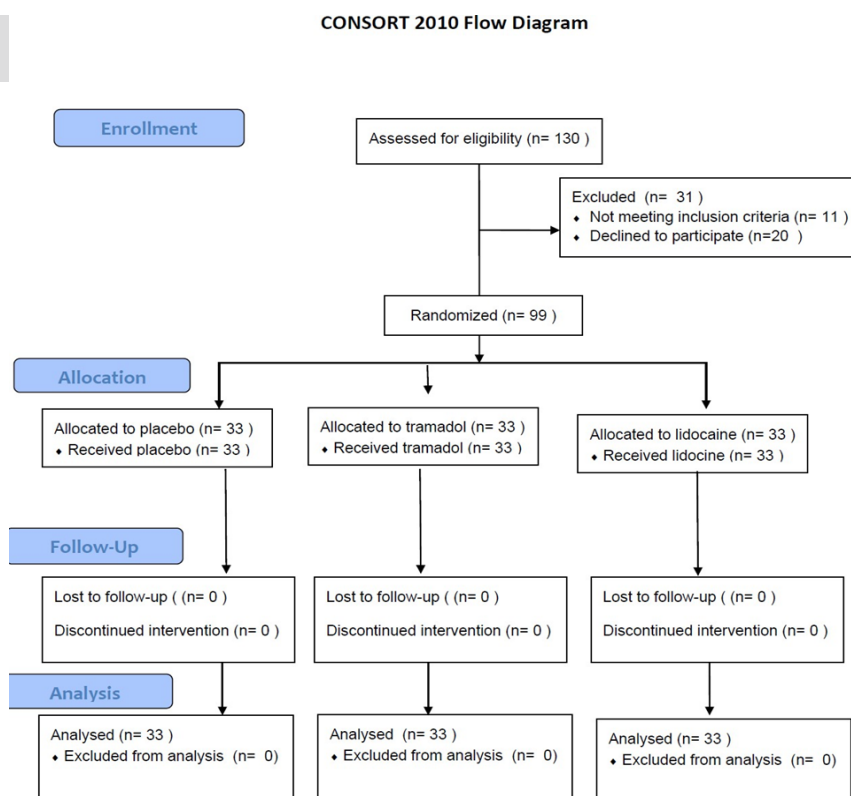 CONSORT 2010 Flow Diagram
Enrollment
Assessed for eligibility (n= 130 )
Excluded (n= 31 )
⬧ Not meeting inclusion criteria (n= 11 )
⬧ Declined to participate (n=20 )
Randomized (n= 99 )
Allocation
Allocated to placebo (n= 33 )
⬧ Received placebo (n= 33 )
Allocated to tramadol (n= 33 )
⬧ Received tramadol (n= 33 )
Allocated to lidocaine (n= 33 )
⬧ Received lidocine (n= 33 )
Follow-Up
Lost to follow-up ( (n= 0 )
Discontinued intervention (n= 0 )
Lost to follow-up ( (n= 0 )
Discontinued intervention (n= 0 )
Lost to follow-up ( (n= 0 )
Discontinued intervention (n= 0 )
Analysis
Analysed (n= 33 )
⬧ Excluded from analysis (n= 0)
Analysed (n= 33 )
⬧ Excluded from analysis (n= 0)
Analysed (n= 33 )
⬧ Excluded from analysis (n= 0)